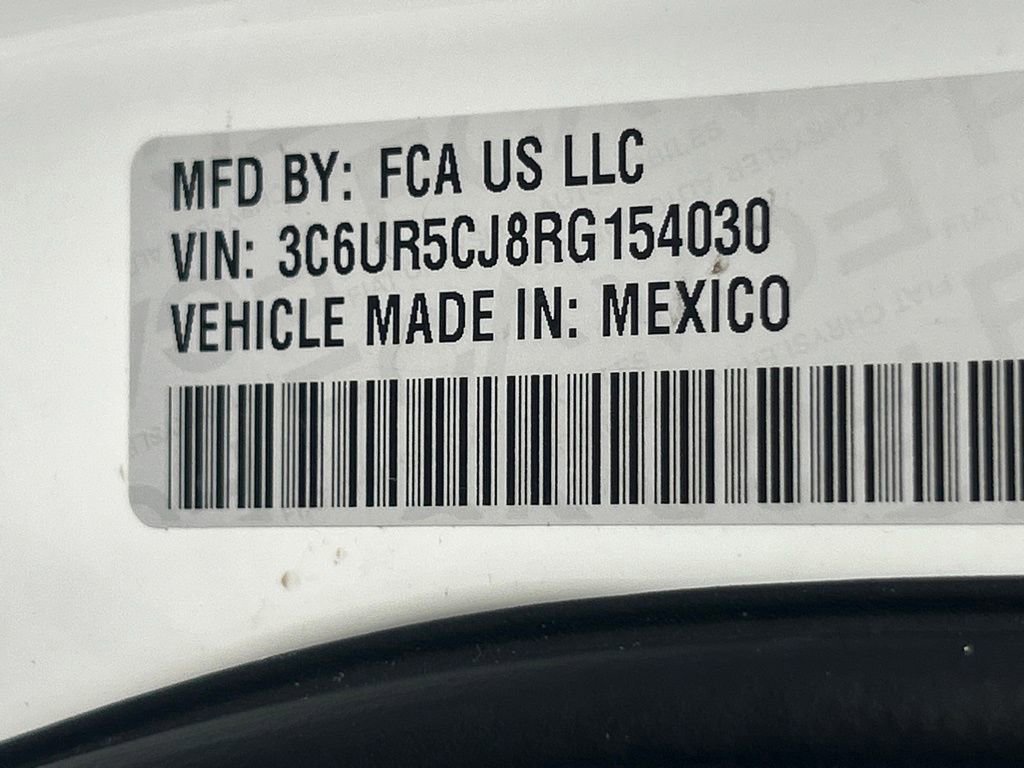 MFD BY: FCA US LLC
VIN: 3C6UR5CJ8RG154030
VEHICLE MADE IN: MEXICO